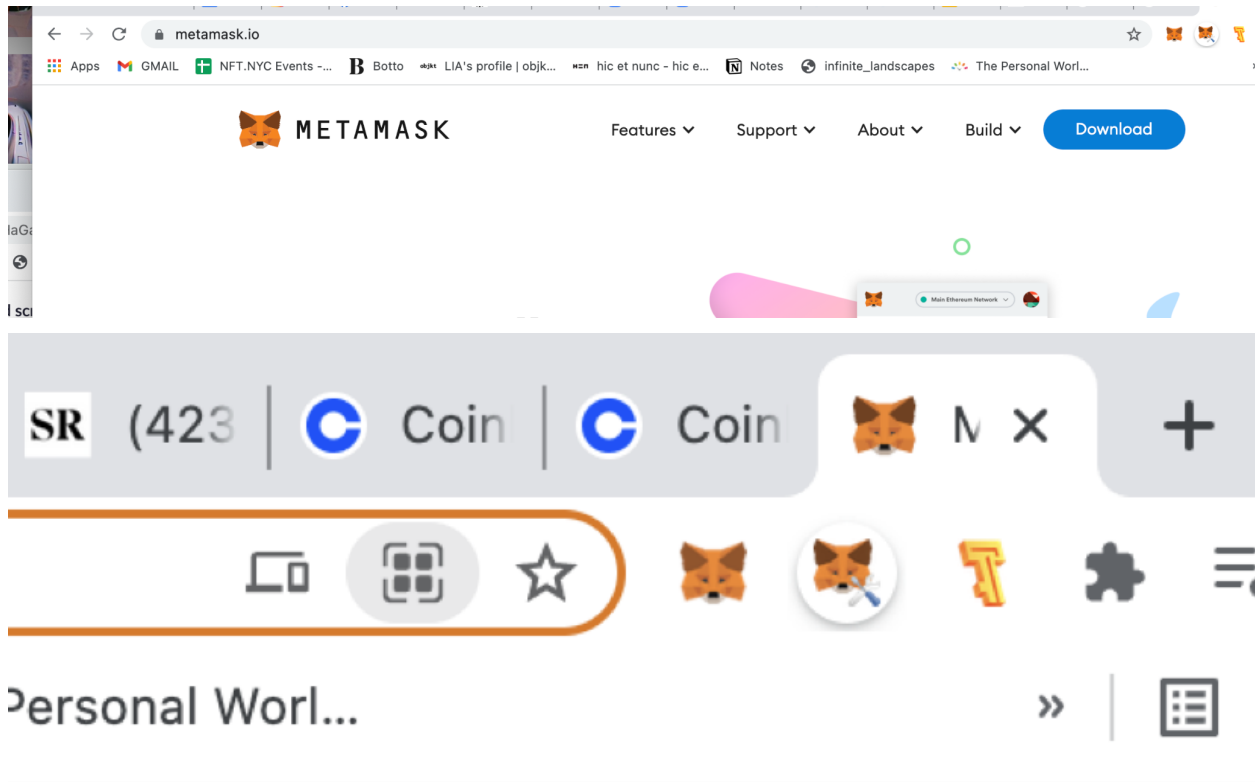 metamask.io
Apps GMAIL NFT.NYC Events -... Botto objkt LIA's profile | objk... H=N hic et nunc - hic e... Notes infinite_landscapes The Personal Worl...
METAMASK Features Support About Build Download
Main Ethereum Network
SR (423 Coin Coin M
Personal Worl... »